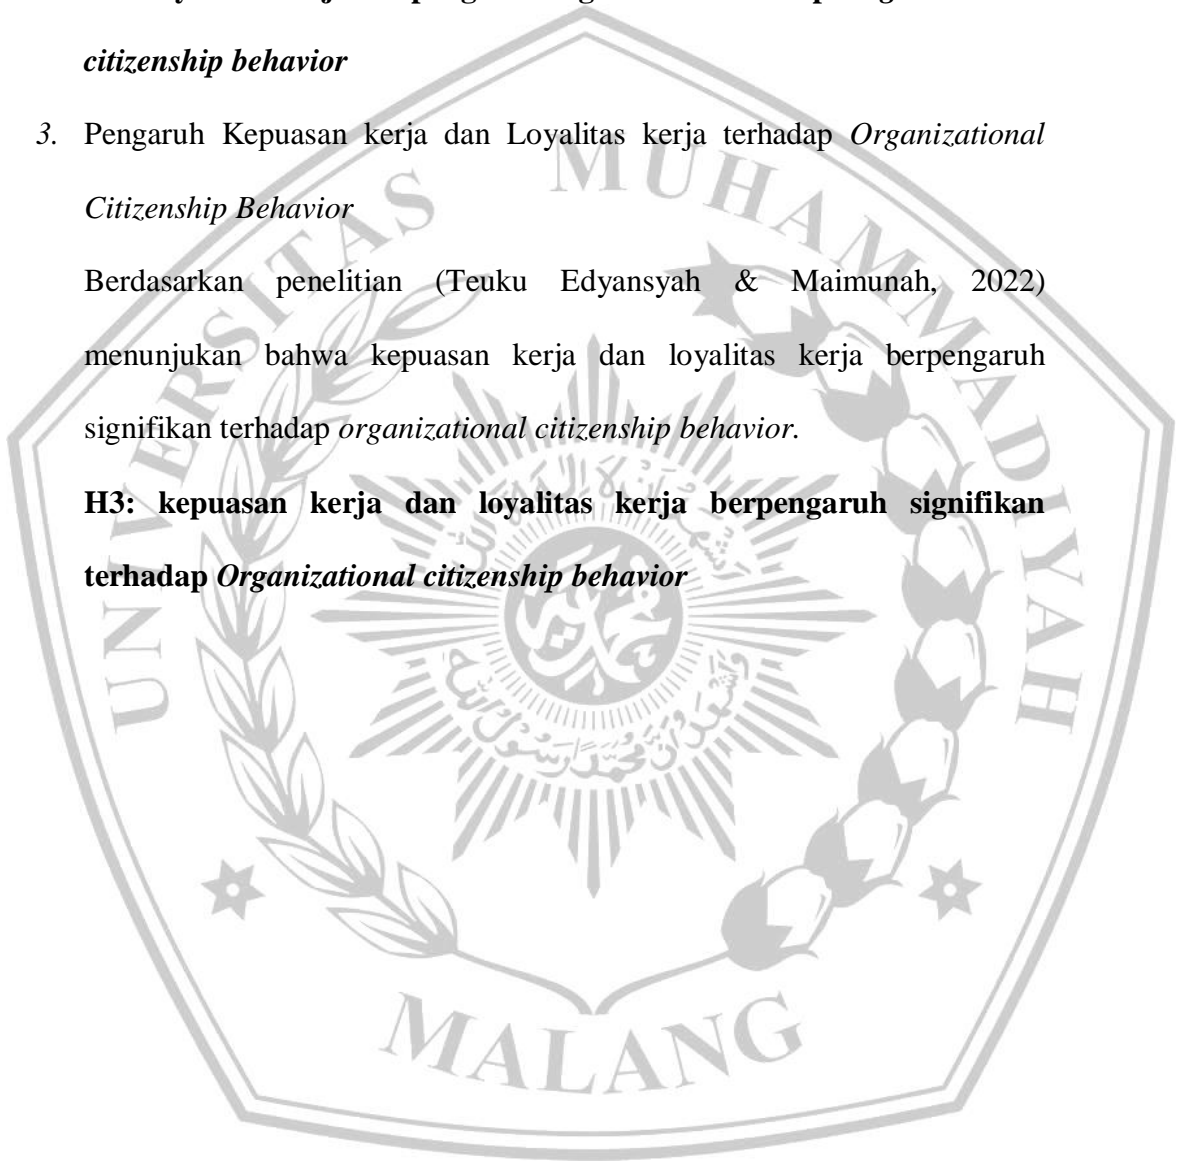 citizenship behavior
3. Pengaruh Kepuasan kerja dan Loyalitas kerja terhadap Organizational
Citizenship Behavior
Berdasarkan penelitian (Teuku Edyansyah & Maimunah, 2022)
menunjukan bahwa kepuasan kerja dan loyalitas kerja berpengaruh
signifikan terhadap organizational citizenship behavior.
H3: kepuasan kerja dan loyalitas kerja berpengaruh signifikan
terhadap Organizational citizenship behavior
UNIVERSITAS MUHAMMADIYAH
MALANG